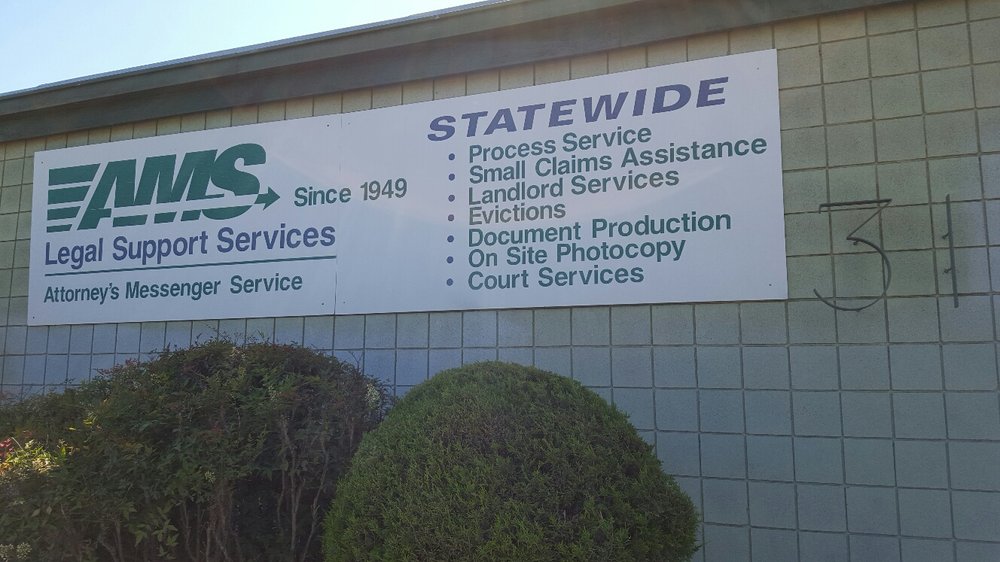 AMS Since 1949
Legal Support Services
Attorney's Messenger Service
STATEWIDE
• Process Service
• Small Claims Assistance
• Landlord Services
• Evictions
• Document Production
• On Site Photocopy
• Court Services
31